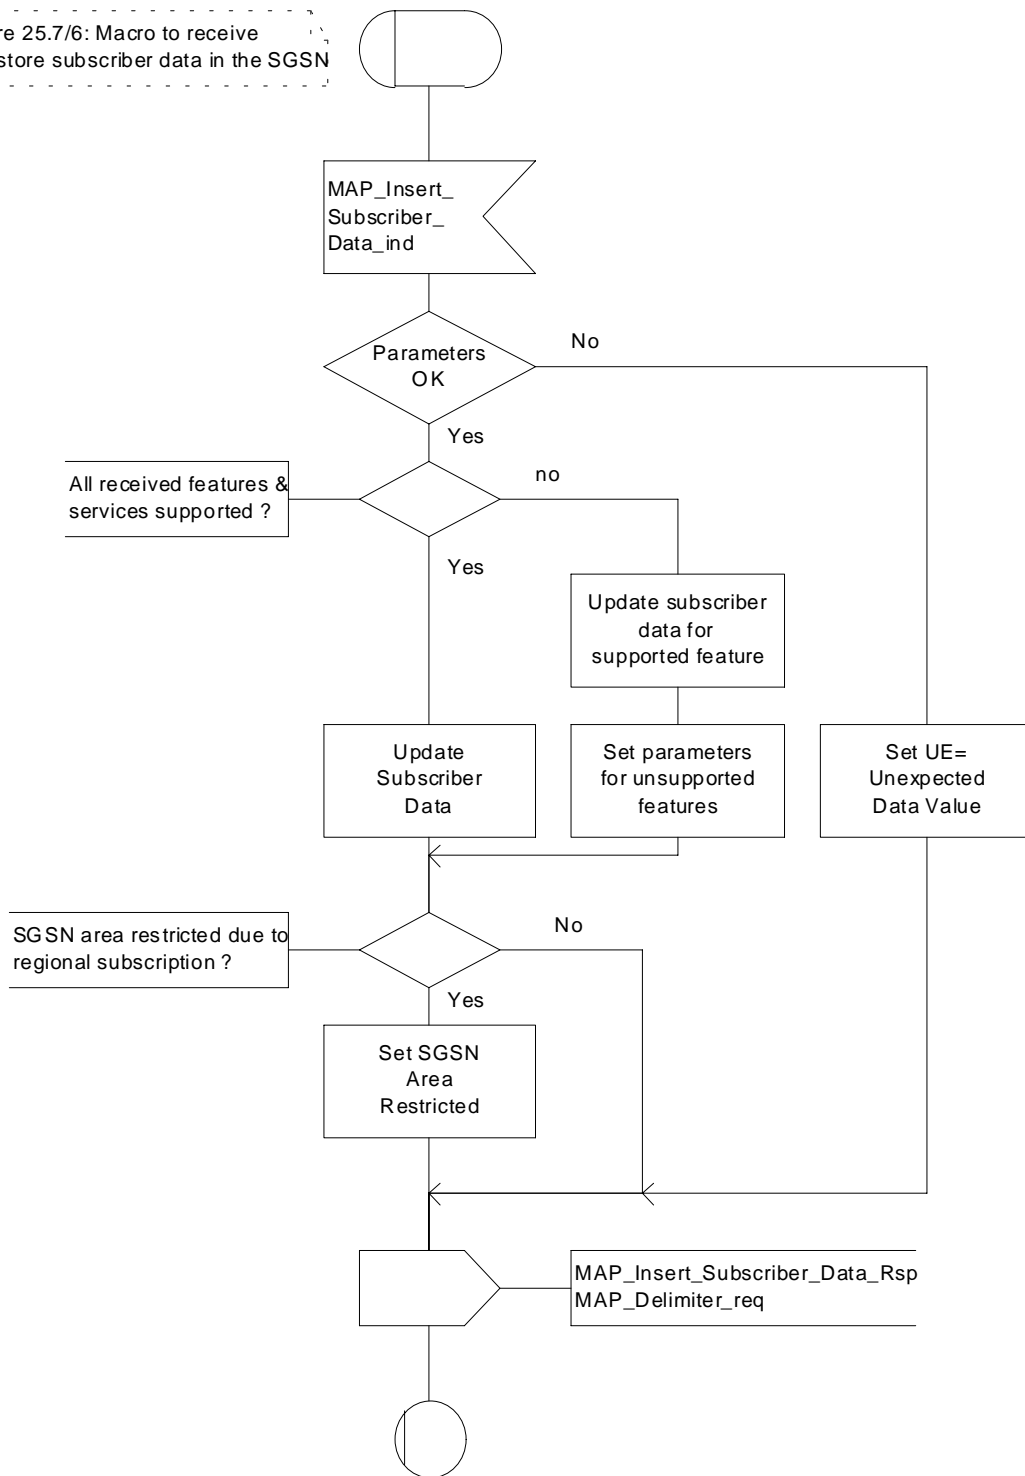 re 25.7/6: Macro to receive
store subscriber data in the SGSN
MAP_Insert_
Subscriber_
Data_ind
Parameters
OK
No
Yes
All received features &
services supported ?
no
Yes
Update subscriber
data for
supported feature
Update
Subscriber
Data
Set parameters
for unsupported
features
Set UE=
Unexpected
Data Value
SGSN area restricted due to
regional subscription ?
No
Yes
Set SGSN
Area
Restricted
MAP_Insert_Subscriber_Data_Rsp
MAP_Delimiter_req